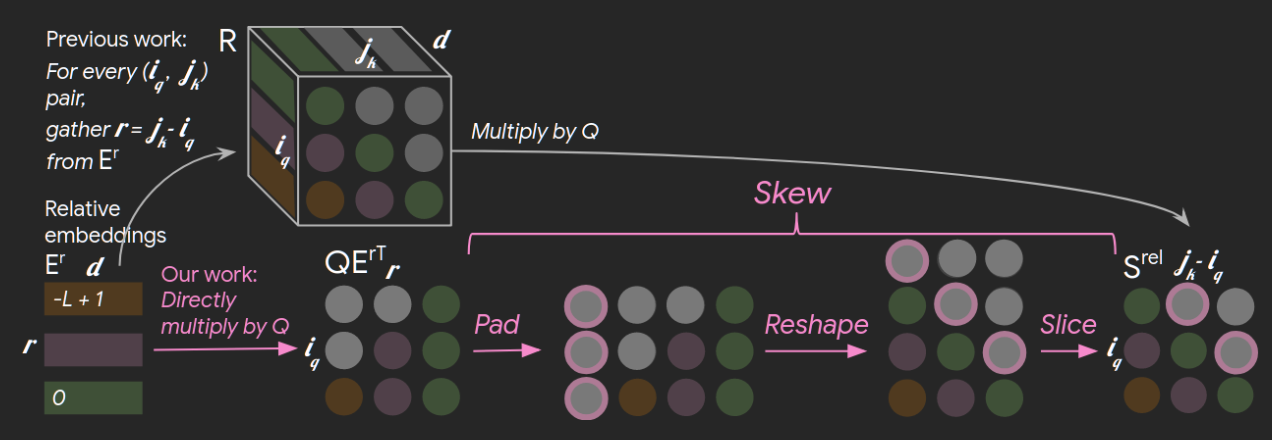 Previous work:
For every (i_q, j_k)
pair,
gather r = j_k - i_q
from E^r
R
j_k
d
i_q
Multiply by Q
Skew
Relative
embeddings
E^r d
-L + 1
r
0
Our work:
Directly
multiply by Q
QE^rT
r
i_q
Pad
Reshape
Slice
S^rel j_k - i_q
i_q